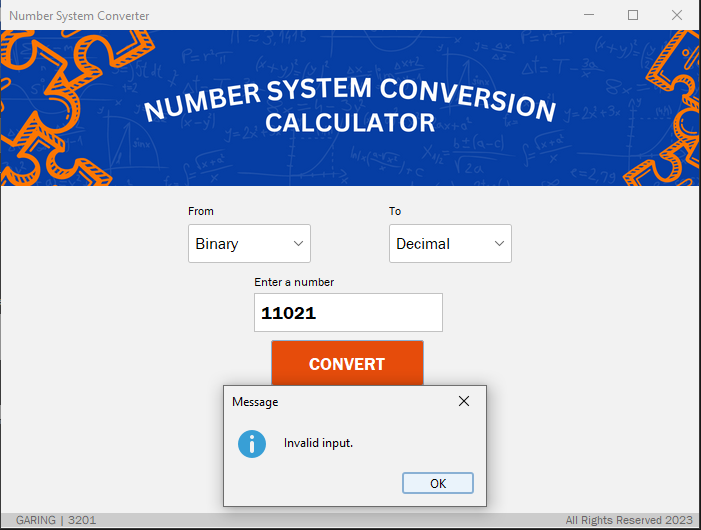 Number System Converter
NUMBER SYSTEM CONVERSION
CALCULATOR
From
To
Binary
Decimal
Enter a number
11021
CONVERT
Message
Invalid input.
OK
GARING | 3201
All Rights Reserved 2023